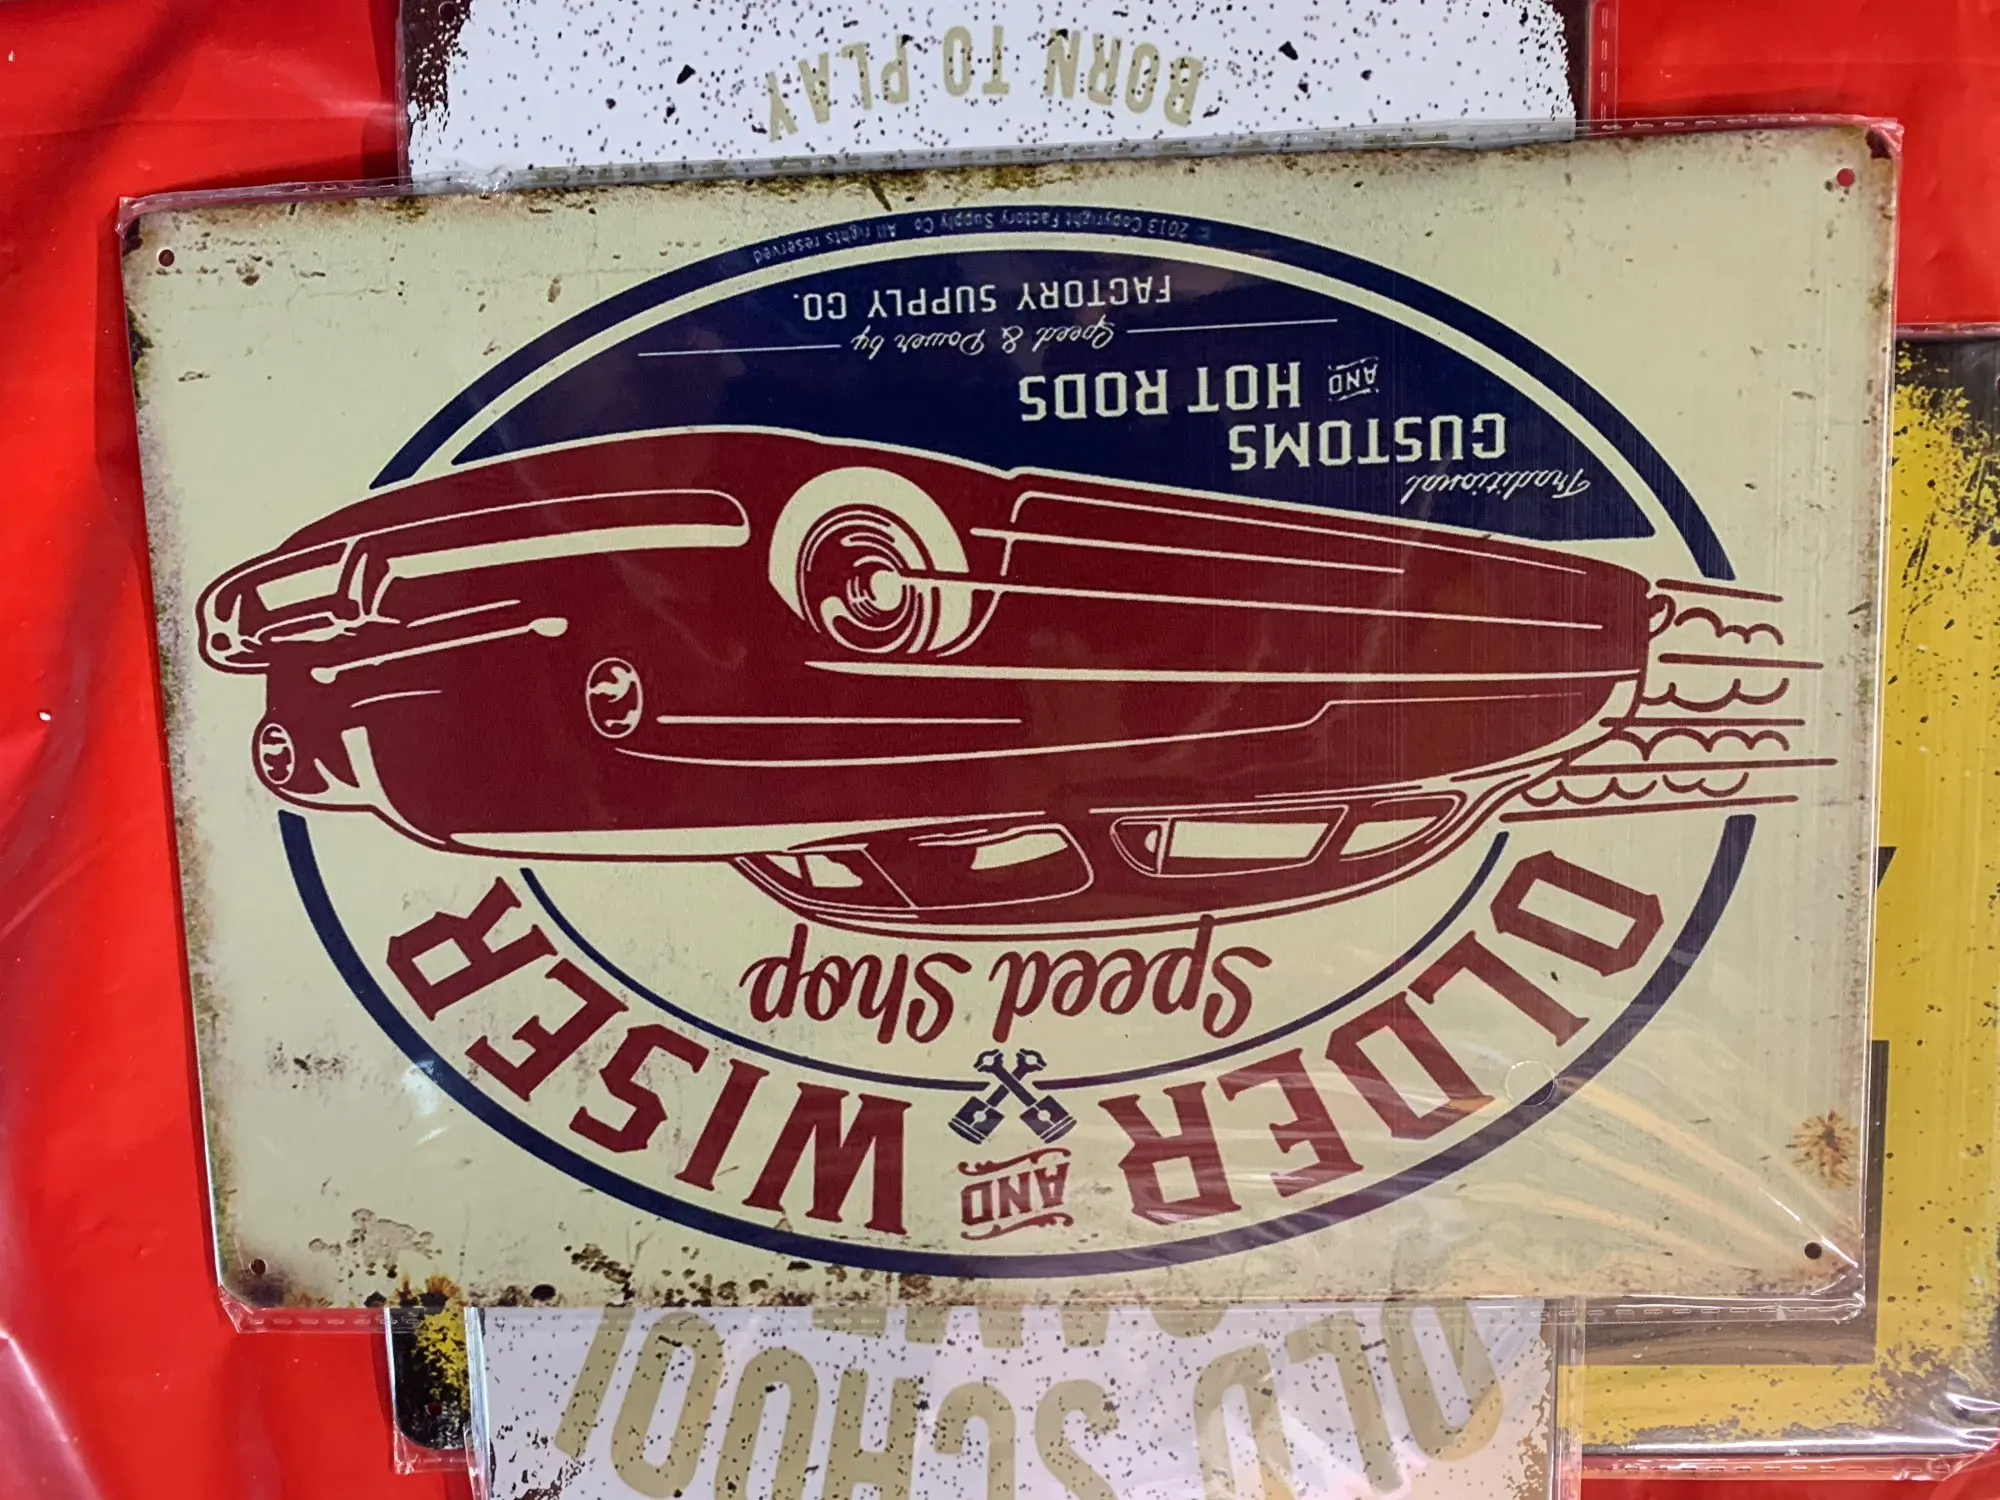 OLDER AND WISER
Speed Shop
Traditional
CUSTOMS
AND HOT RODS
Speed & Power by
FACTORY SUPPLY CO.
© 2013 Copyright Factory Supply Co All rights reserved
OLD SCHOOL
BORN TO PLAY